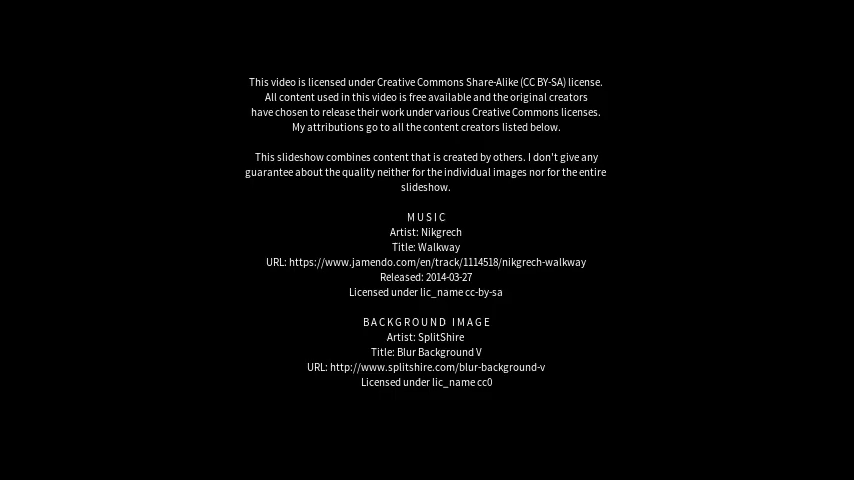 This video is licensed under Creative Commons Share-Alike (CC BY-SA) license.
All content used in this video is free available and the original creators
have chosen to release their work under various Creative Commons licenses.
My attributions go to all the content creators listed below.
This slideshow combines content that is created by others. I don't give any
guarantee about the quality neither for the individual images nor for the entire
slideshow.
MUSIC
Artist: Nikgrech
Title: Walkway
URL: https://www.jamendo.com/en/track/1114518/nikgrech-walkway
Released: 2014-03-27
Licensed under lic_name cc-by-sa
BACKGROUND IMAGE
Artist: SplitShire
Title: Blur Background V
URL: http://www.splitshire.com/blur-background-v
Licensed under lic_name cc0